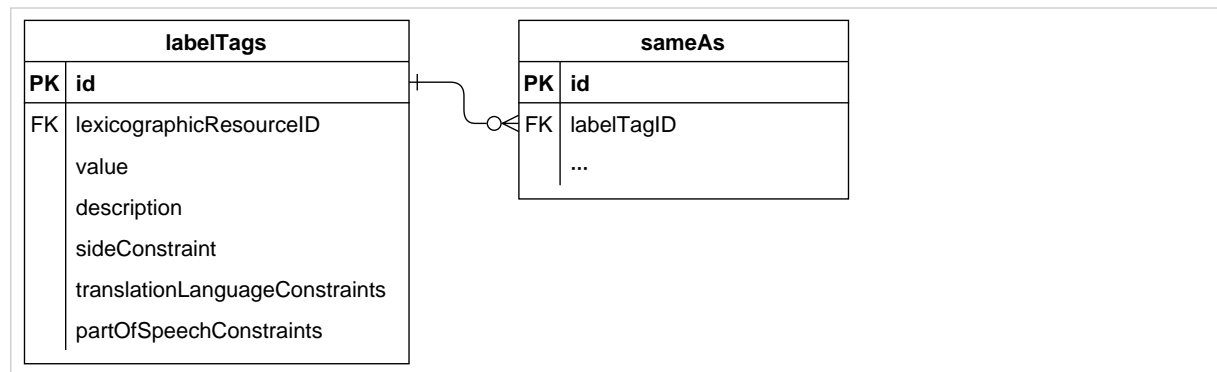 labelTags
PK id
FK lexicographicResourceID
value
description
sideConstraint
translationLanguageConstraints
partOfSpeechConstraints
sameAs
PK id
FK labelTagID
...